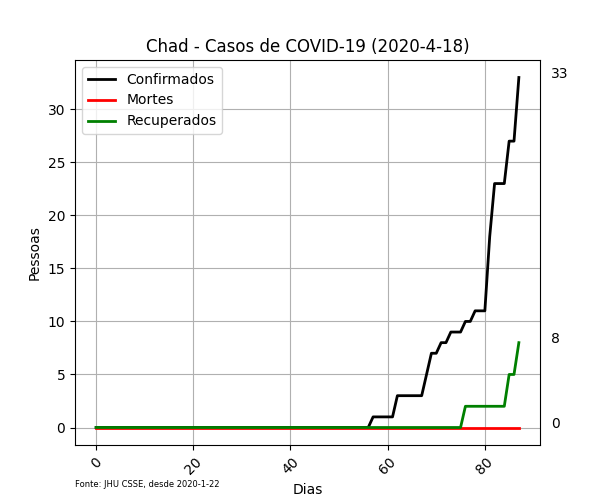 Chad - Casos de COVID-19 (2020-4-18)
Confirmados
Mortes
Recuperados
33
8
0
Pessoas
30
25
20
15
10
5
0
0
20
40
60
80
Dias
Fonte: JHU CSSE, desde 2020-1-22